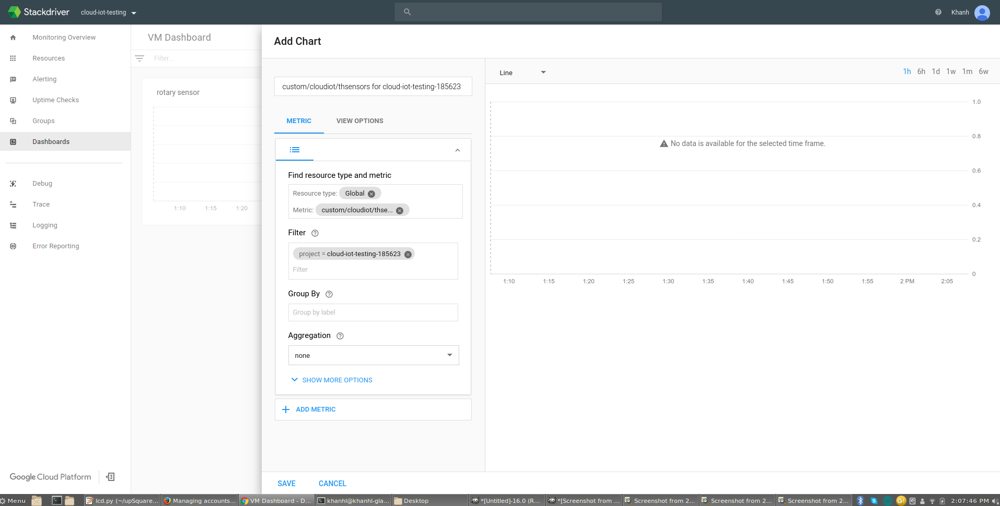 Stackdriver
cloud-iot-testing
Khanh
Monitoring Overview
Resources
Alerting
Uptime Checks
Groups
Dashboards
Debug
Trace
Logging
Error Reporting
Google Cloud Platform
VM Dashboard
Filter...
rotary sensor
1:10 1:15 1:20
Add Chart
custom/cloudiot/thsensors for cloud-iot-testing-185623
METRIC VIEW OPTIONS
Find resource type and metric
Resource type: Global
Metric: custom/cloudiot/thse...
Filter
project = cloud-iot-testing-185623
Filter
Group By
Group by label
Aggregation
none
SHOW MORE OPTIONS
ADD METRIC
SAVE CANCEL
Line
1h 6h 1d 1w 1m 6w
No data is available for the selected time frame.
1.0
0.8
0.6
0.4
0.2
0
1:10 1:15 1:20 1:25 1:30 1:35 1:40 1:45 1:50 1:55 2 PM 2:05
Menu
lcd.py (~/upSquare...
Managing accounts...
VM Dashboard - D...
khanhl@khanhl-gla...
Desktop
*[Untitled]-16.0 (R...
*[Screenshot from ...
Screenshot from 2...
Screenshot from 2...
Screenshot from 2...
2:07:46 PM